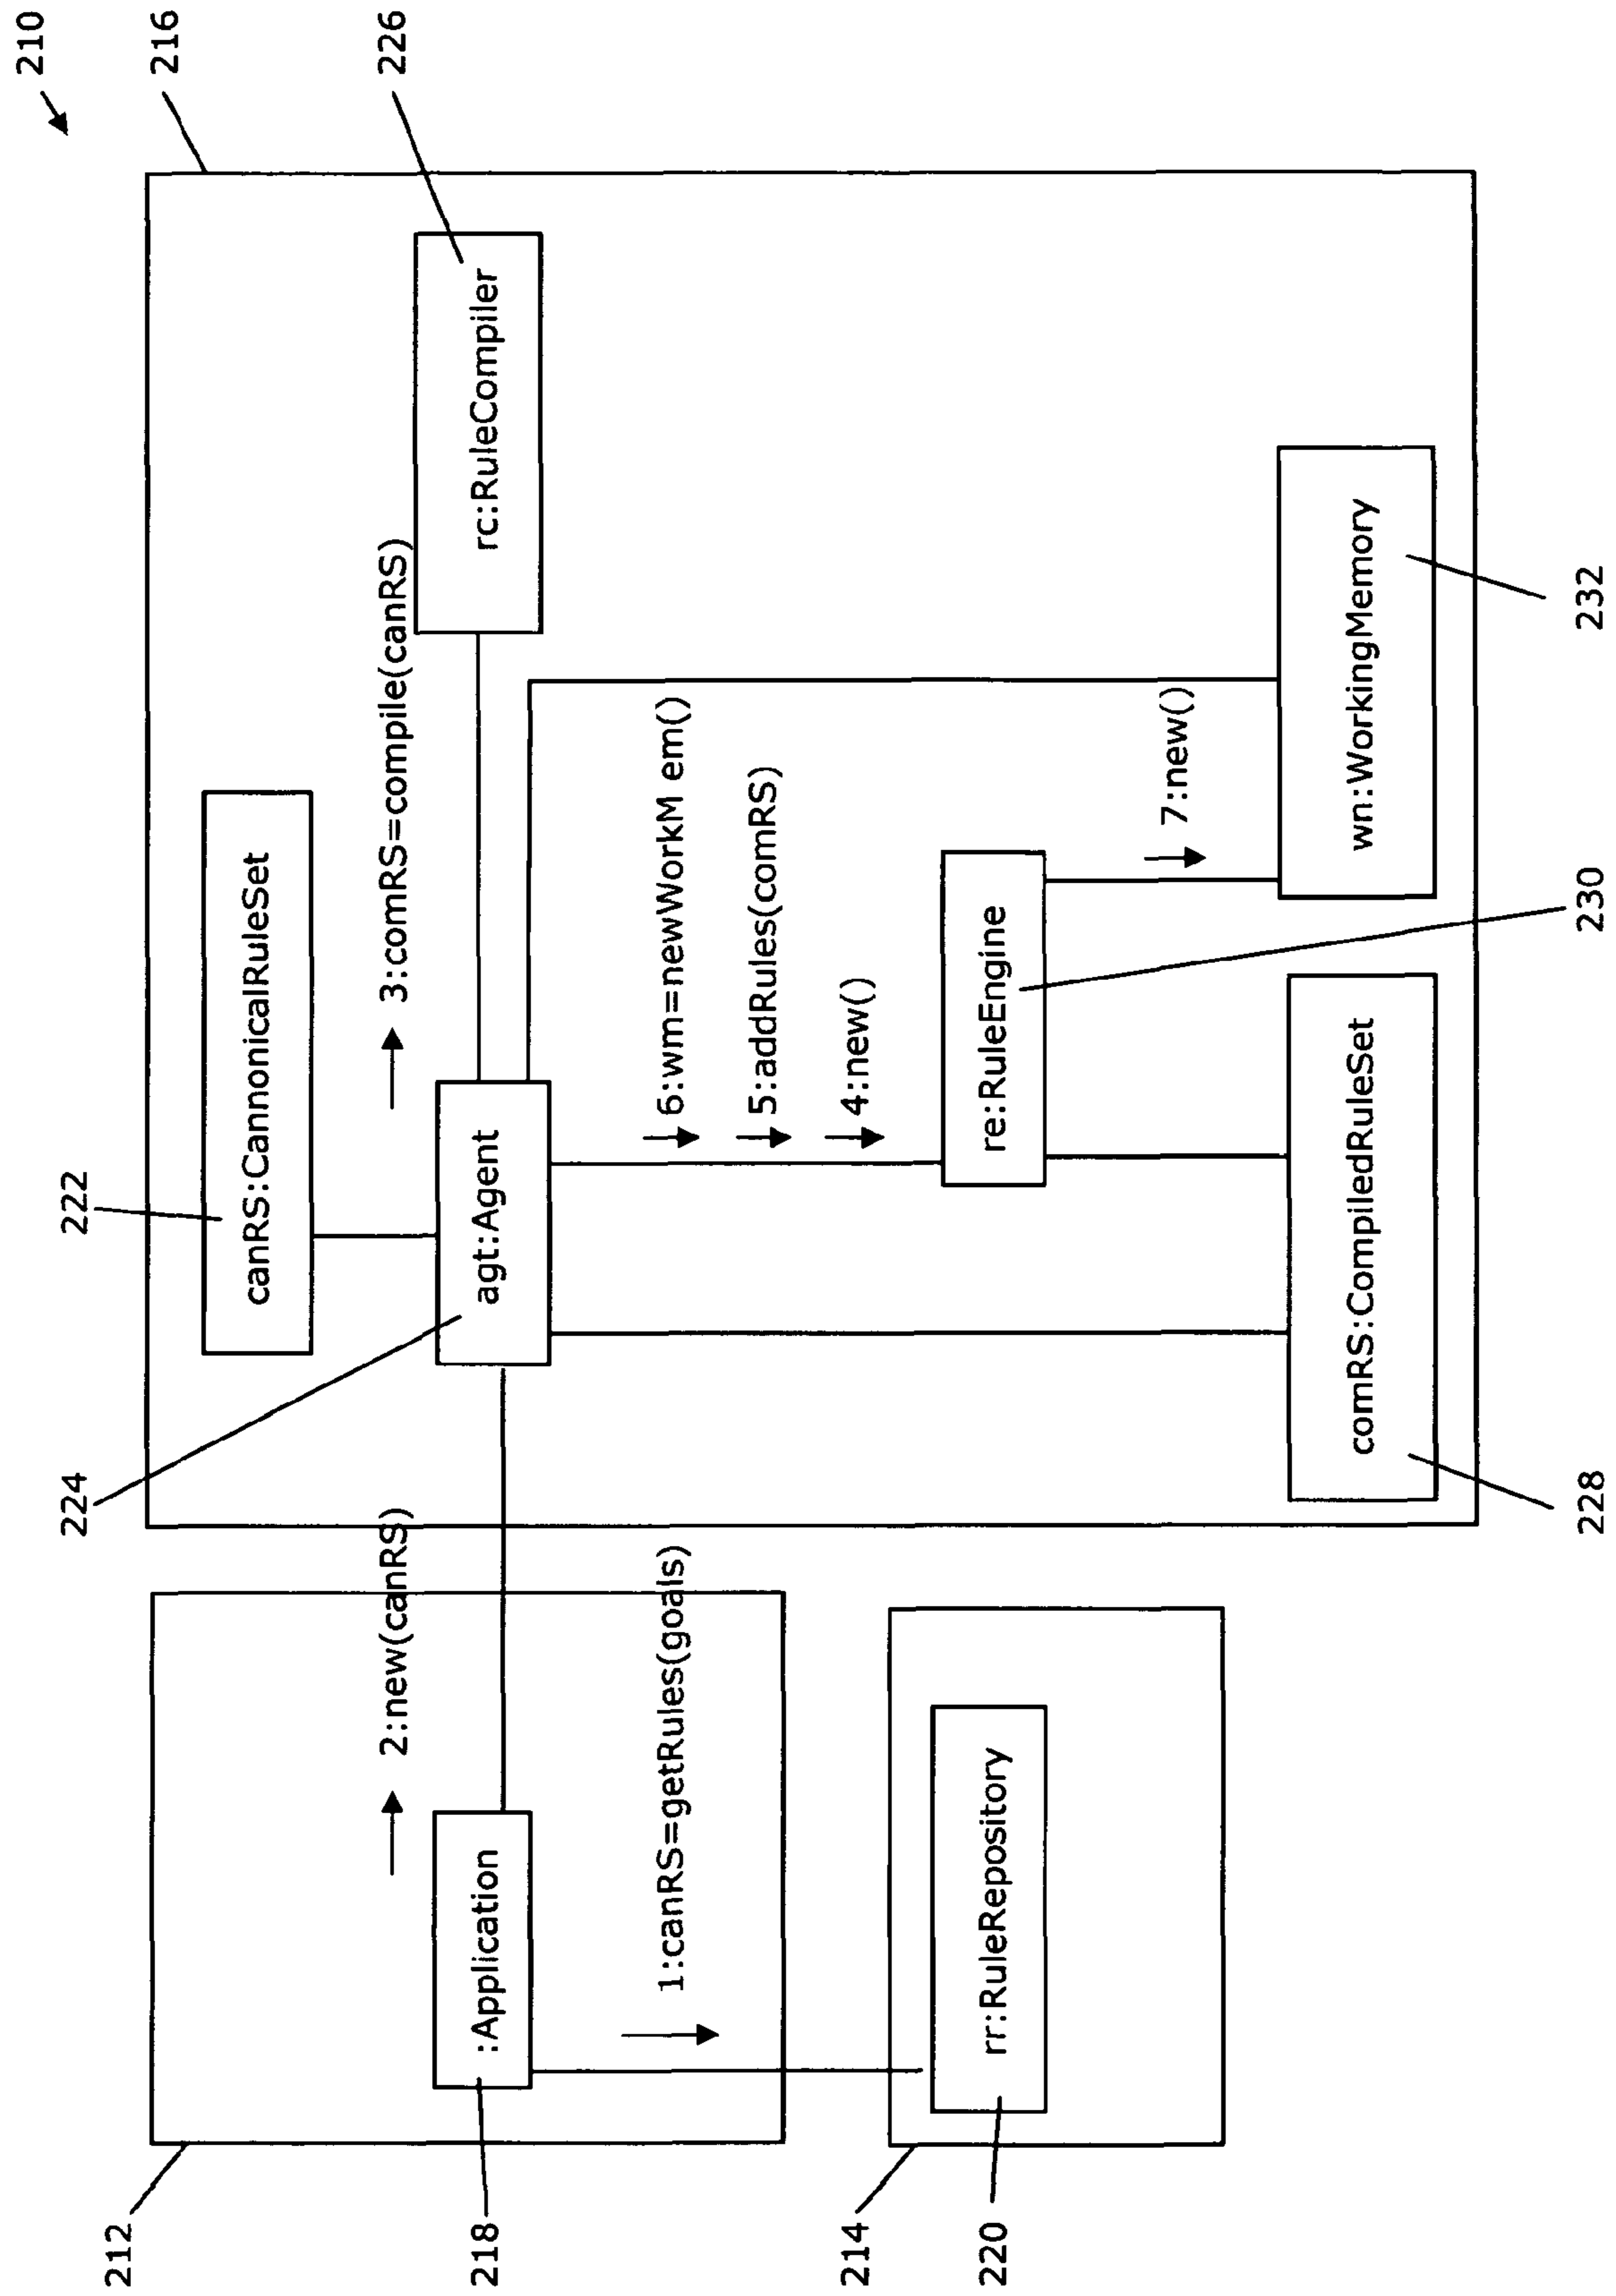 210
216
226
222
224
canRS:CannonicalRuleSet
3:comRS=compile(canRS)
rc:RuleCompiler
agt:Agent
6:wm=newWorkM em()
5:addRules(comRS)
4:new()
re:RuleEngine
7:new()
wn:WorkingMemory
comRS:CompiledRuleSet
232
230
228
212
2:new(canRS)
:Application
1:canRS=getRules(goals)
218
214
rr:RuleRepository
220